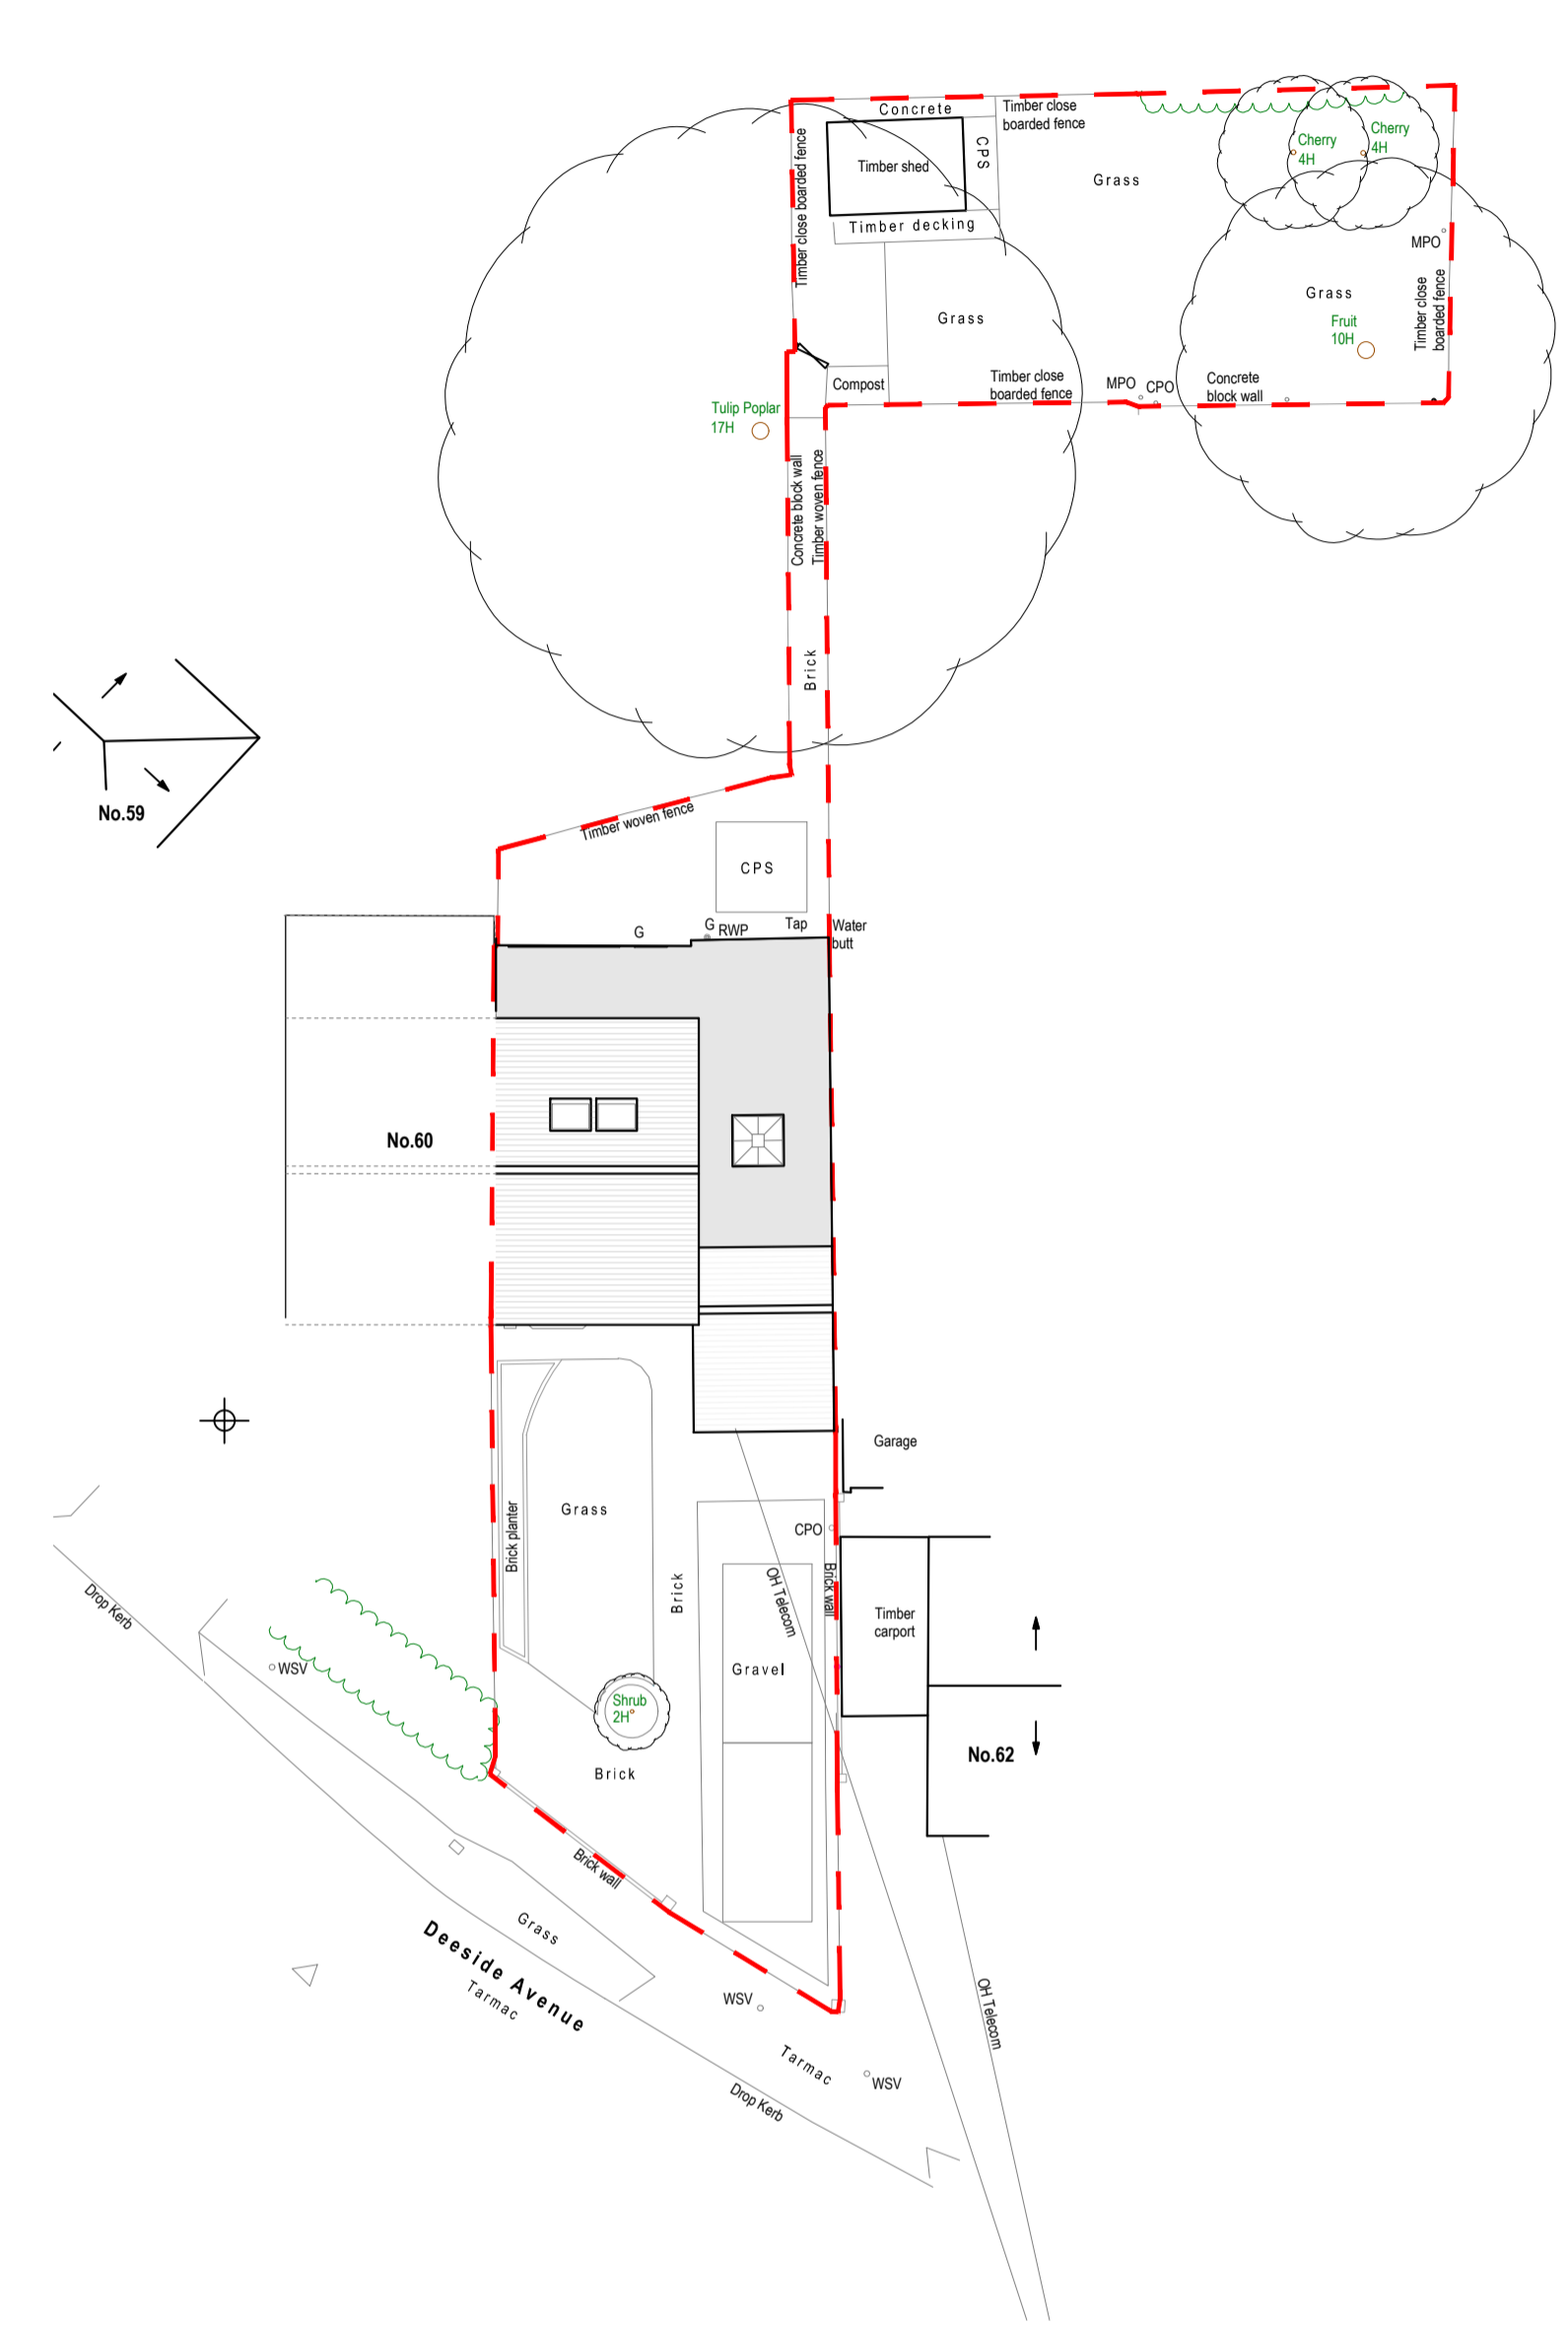 Concrete
Timber close
boarded fence
Cherry
4H
Cherry
4H
Timber close boarded fence
Timber shed
CPS
Grass
Timber decking
MPO
Grass
Fruit
10H
Timber close
boarded fence
Grass
Compost
Timber close
boarded fence
MPO
CPO
Concrete
block wall
Tulip Poplar
17H
Concrete block wall
Timber woven fence
Brick
No.59
Timber woven fence
CPS
G
G
RWP
Tap
Water
butt
No.60
Garage
Grass
Brick planter
CPO
Brick
OH Telecom
Brick wall
Timber
carport
Drop Kerb
WSV
Gravel
Shrub
2H
No.62
Brick
Brick wall
Grass
Deeside Avenue
Tarmac
WSV
OH Telecom
Tarmac
WSV
Drop Kerb